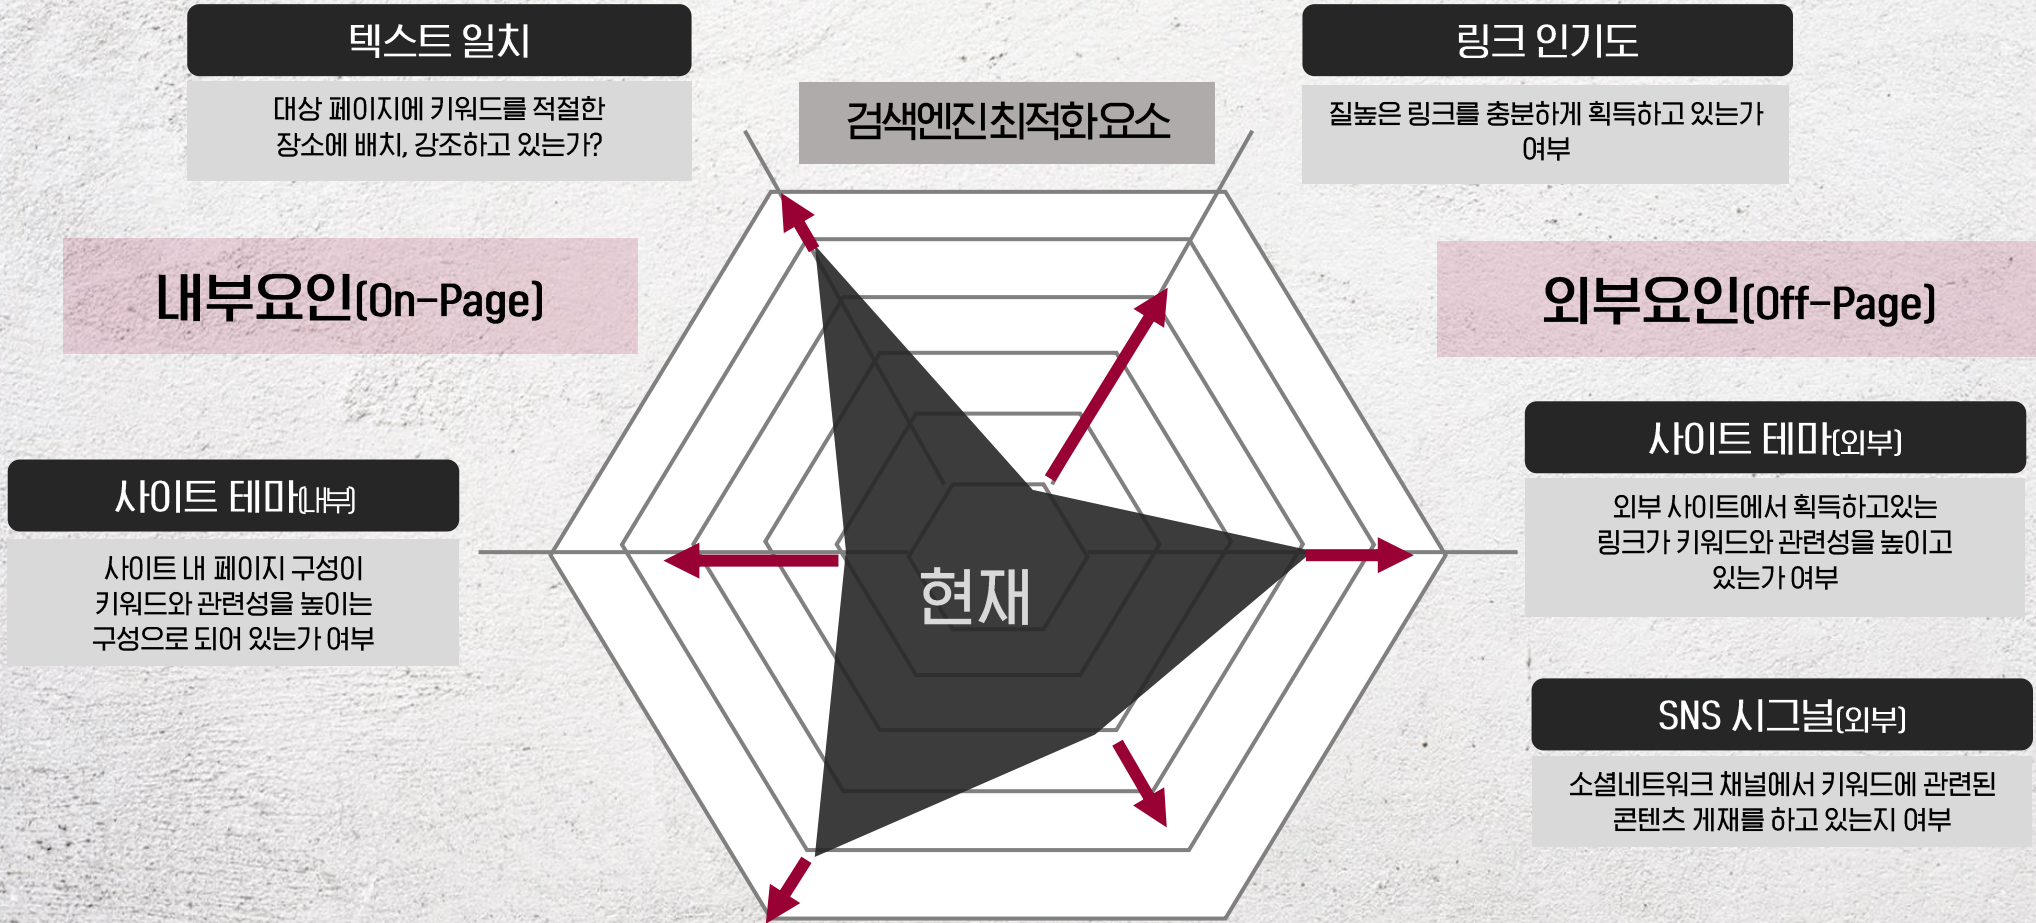 텍스트 일치
대상 페이지에 키워드를 적절한
장소에 배치, 강조하고 있는가?
검색엔진최적화요소
링크 인기도
질높은 링크를 충분하게 획득하고 있는가
여부
내부요인(On-Page)
외부요인(Off-Page)
사이트 테마(내부)
사이트 내 페이지 구성이
키워드와 관련성을 높이는
구성으로 되어 있는가 여부
현재
사이트 테마(외부)
외부 사이트에서 획득하고있는
링크가 키워드와 관련성을 높이고
있는가 여부
SNS 시그널(외부)
소셜네트워크 채널에서 키워드에 관련된
콘텐츠 게재를 하고 있는지 여부